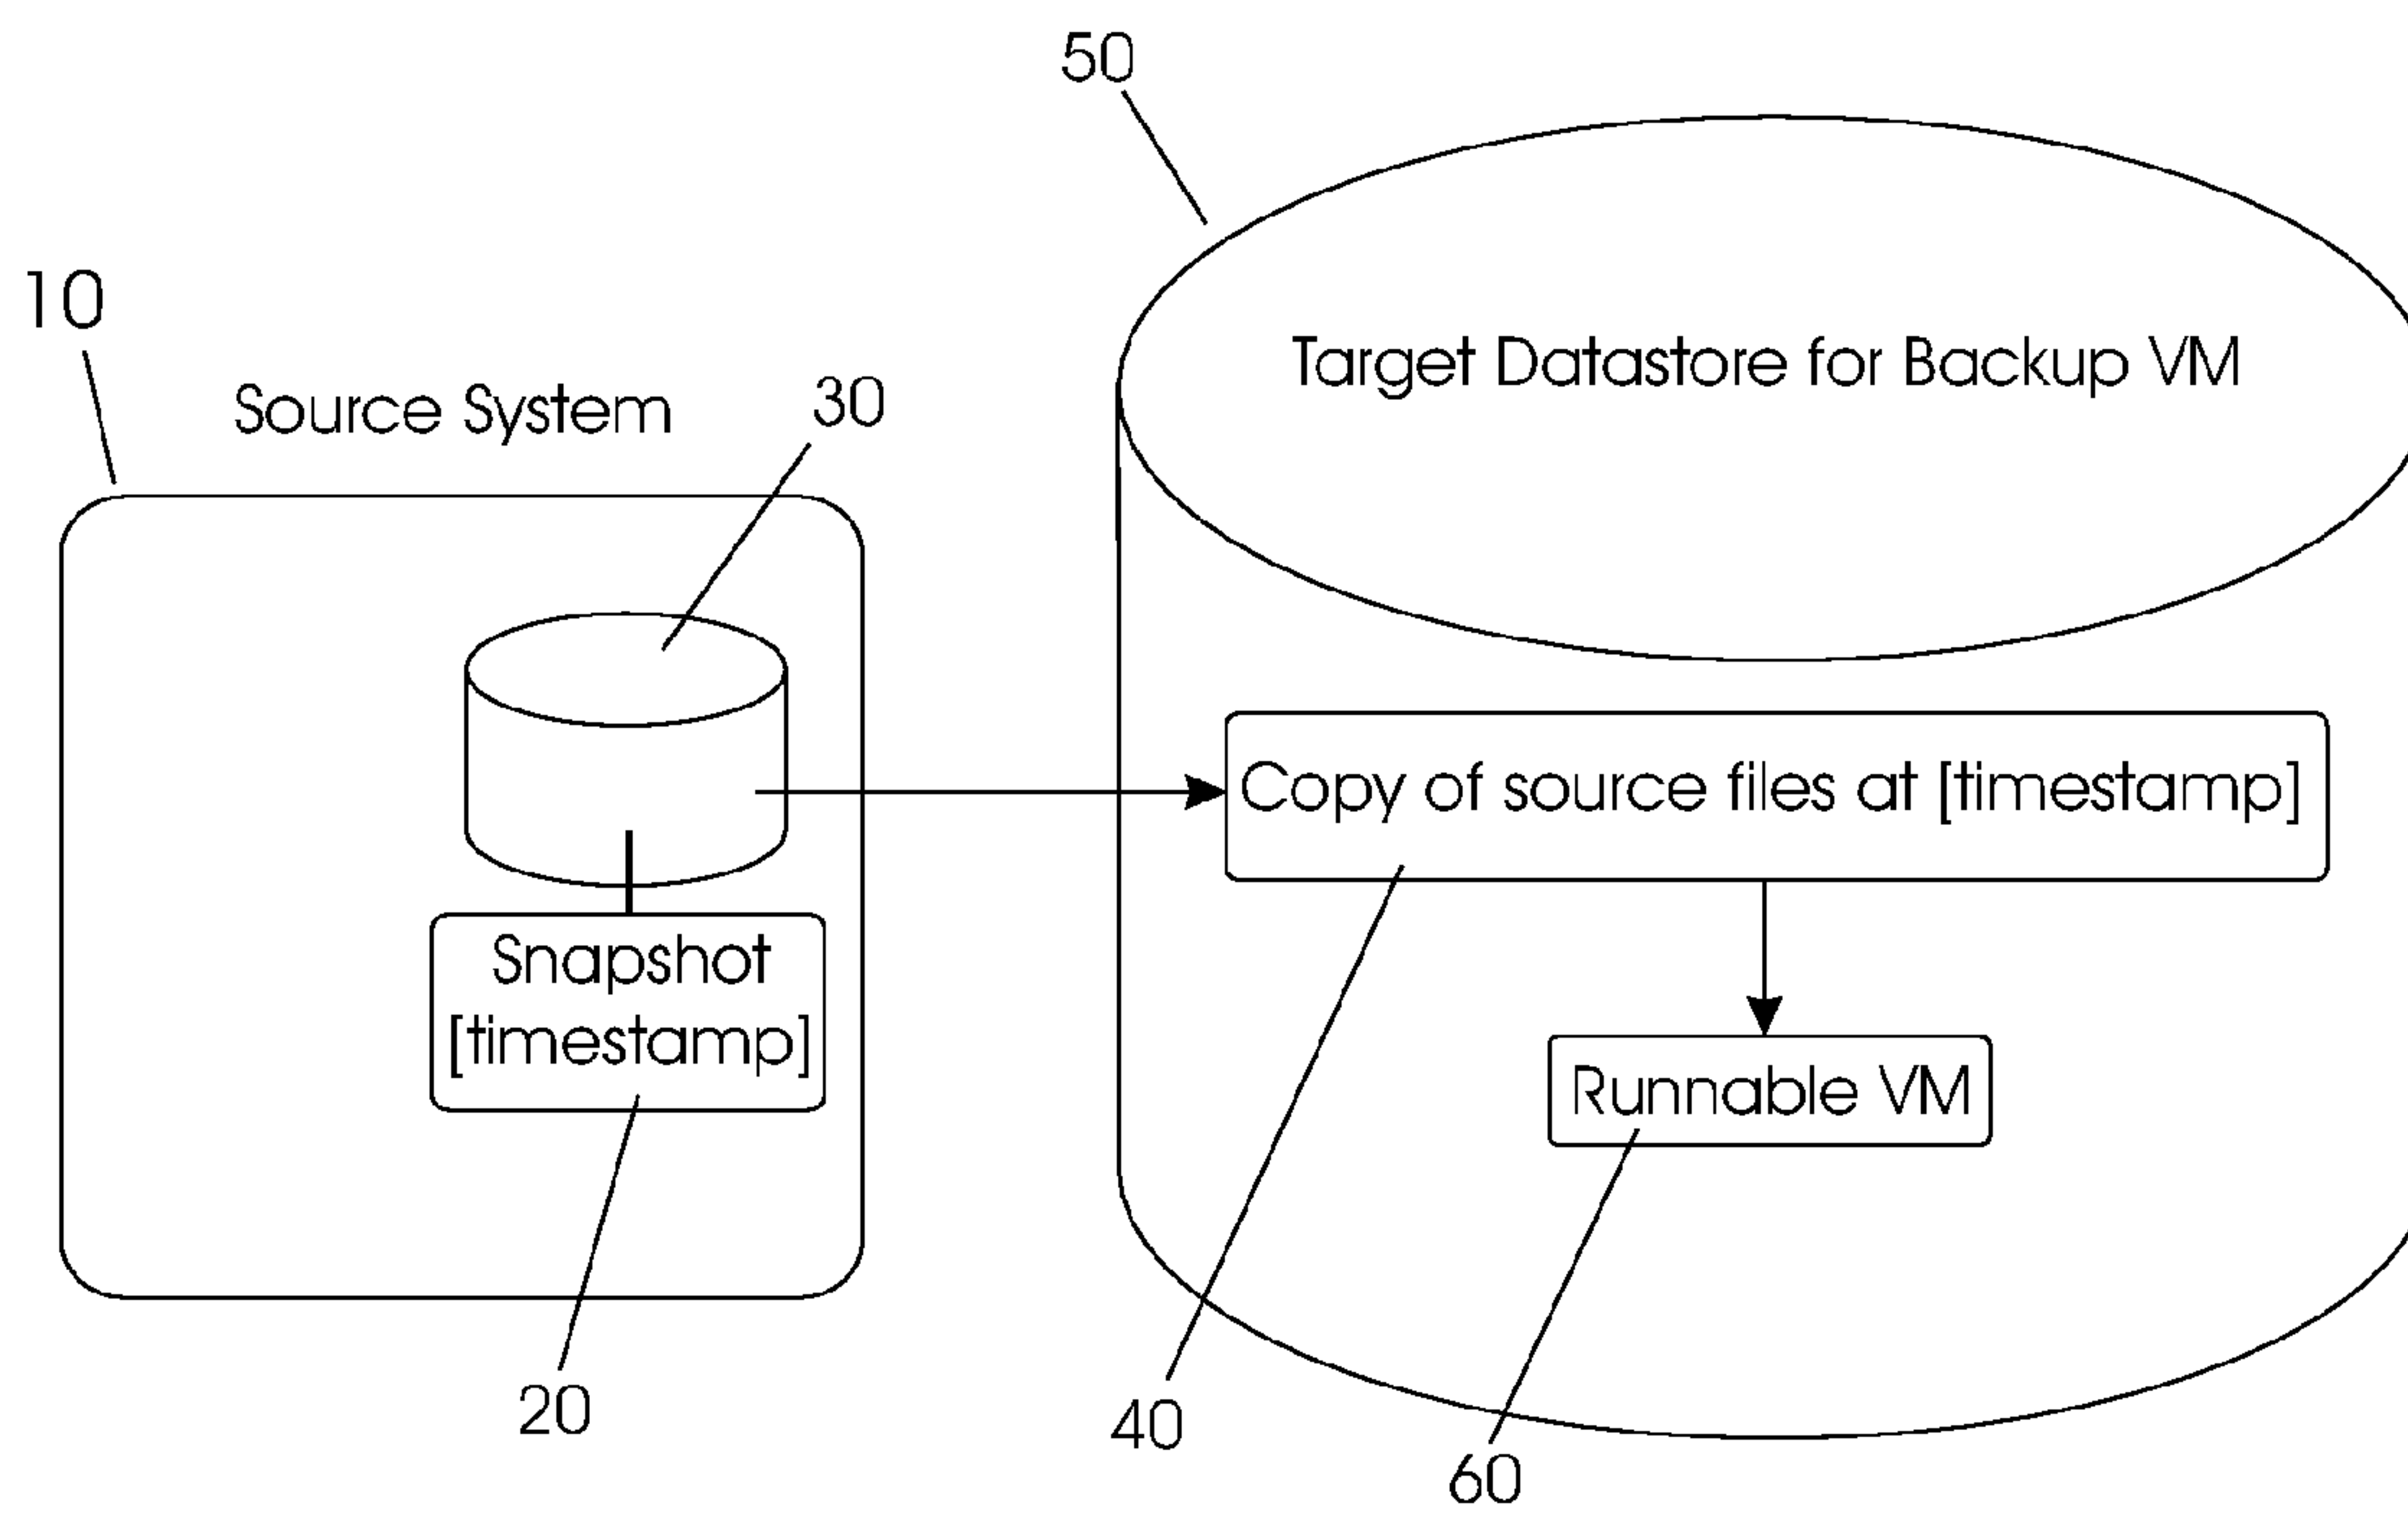 50
10
Source System
30
Target Datastore for Backup VM
Copy of source files at [timestamp]
Snapshot
[timestamp]
Runnable VM
20
40
60